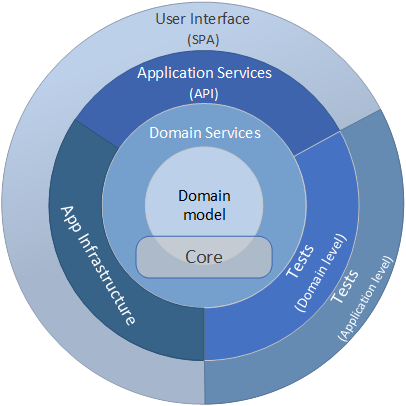 User Interface
(SPA)
Application Services
(API)
Domain Services
Domain
model
Core
App Infrastructure
Tests
(Domain level)
Tests
(Application level)